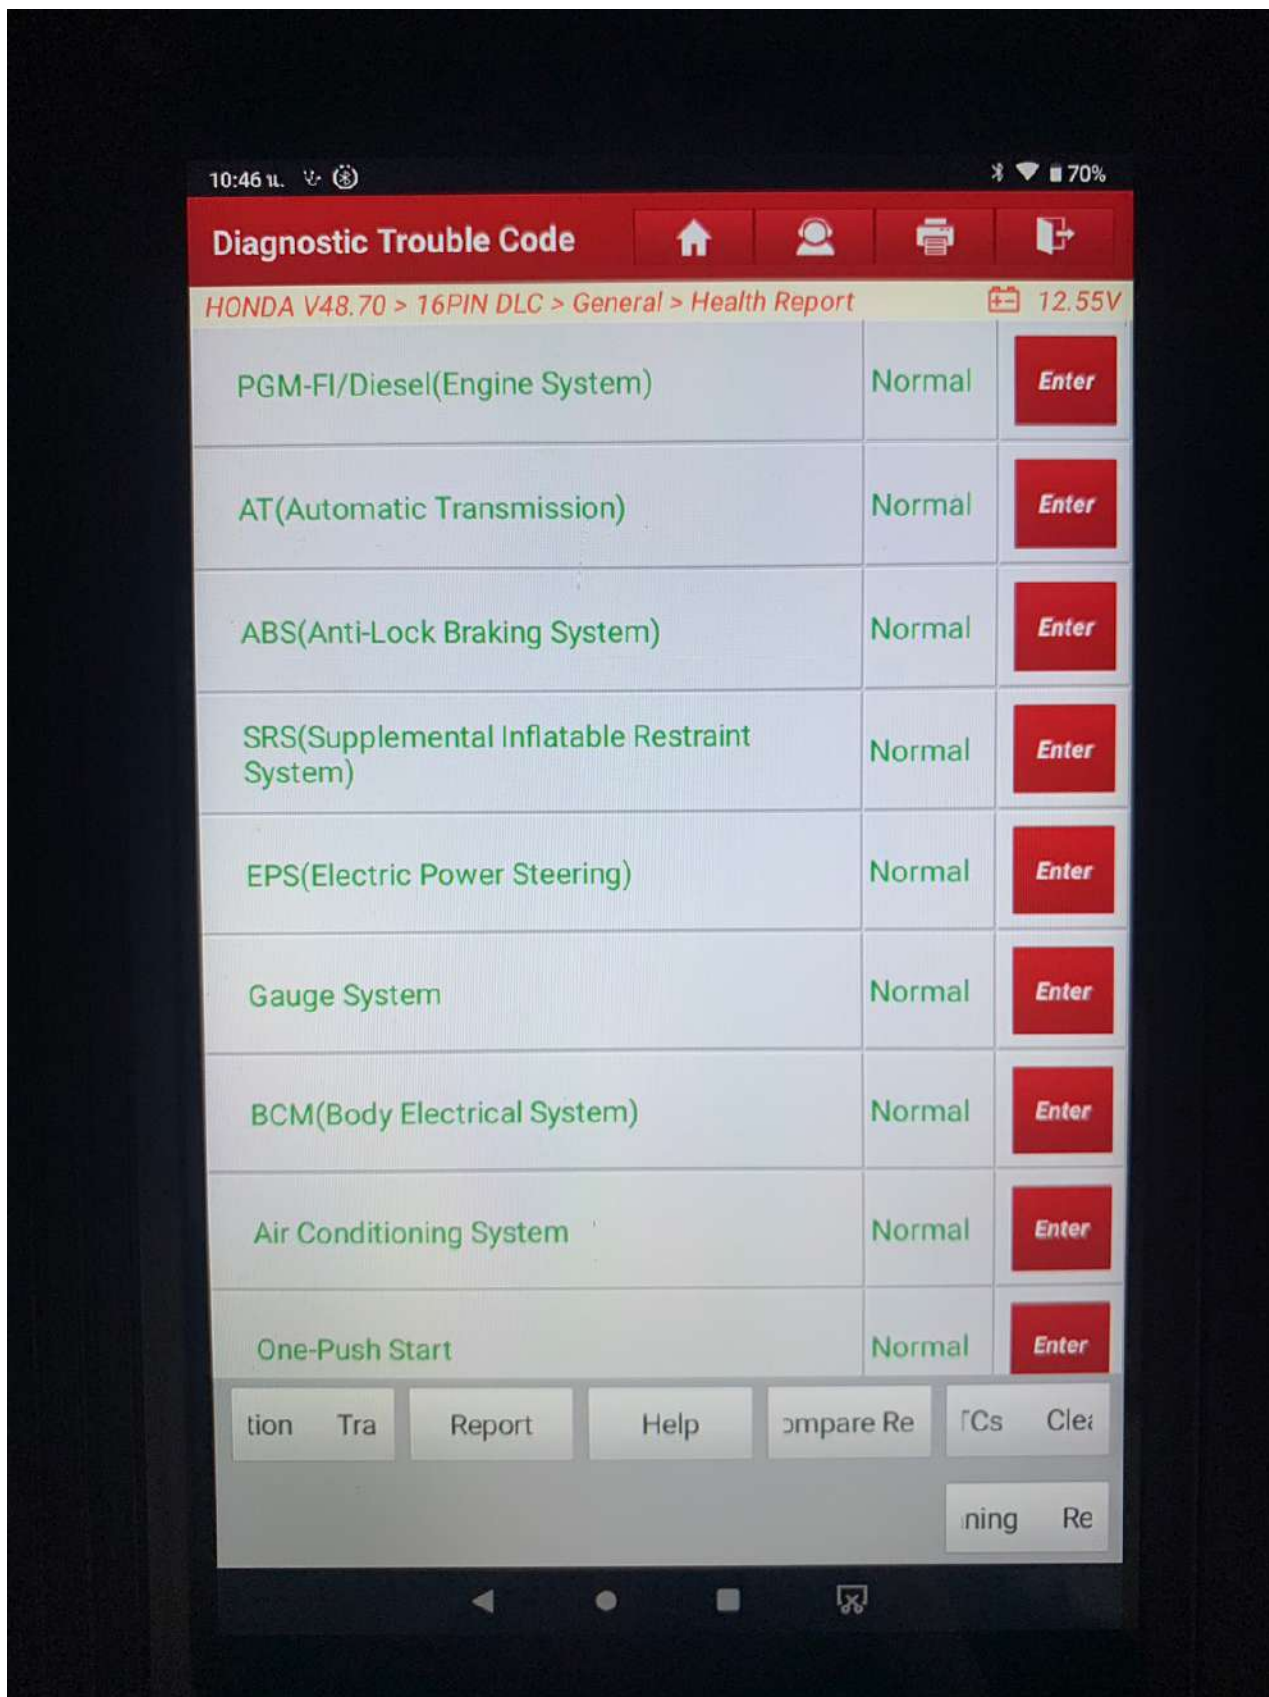 10:46 น.
70%
Diagnostic Trouble Code
HONDA V48.70 > 16PIN DLC > General > Health Report 12.55V
PGM-FI/Diesel(Engine System) Normal Enter
AT(Automatic Transmission) Normal Enter
ABS(Anti-Lock Braking System) Normal Enter
SRS(Supplemental Inflatable Restraint
System) Normal Enter
EPS(Electric Power Steering) Normal Enter
Gauge System Normal Enter
BCM(Body Electrical System) Normal Enter
Air Conditioning System Normal Enter
One-Push Start Normal Enter
tion Tra Report Help ompare Re TCs Clea
ning Re